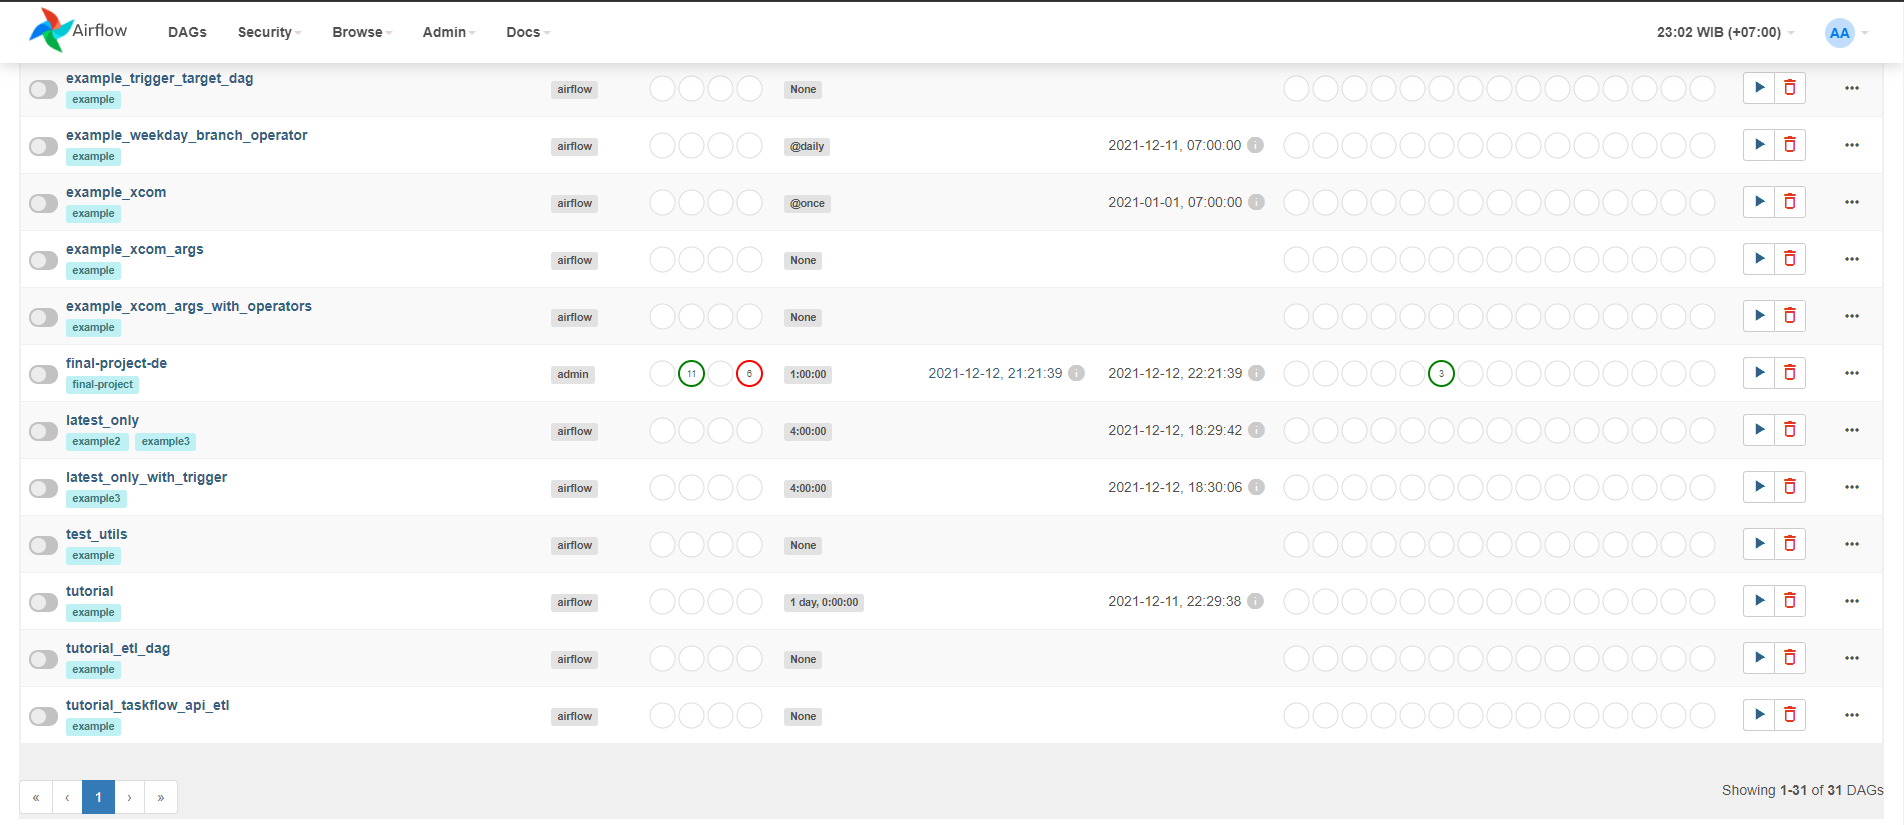 Airflow DAGs Security Browse Admin Docs 23:02 WIB (+07:00) AA
example_trigger_target_dag
example airflow None
example_weekday_branch_operator
example airflow @daily 2021-12-11, 07:00:00
example_xcom
example airflow @once 2021-01-01, 07:00:00
example_xcom_args
example airflow None
example_xcom_args_with_operators
example airflow None
final-project-de
final-project admin 11 6 1:00:00 2021-12-12, 21:21:39 2021-12-12, 22:21:39 3
latest_only
example2 example3 airflow 4:00:00 2021-12-12, 18:29:42
latest_only_with_trigger
example3 airflow 4:00:00 2021-12-12, 18:30:06
test_utils
example airflow None
tutorial
example airflow 1 day, 0:00:00 2021-12-11, 22:29:38
tutorial_etl_dag
example airflow None
tutorial_taskflow_api_etl
example airflow None
« ‹ 1 › » Showing 1-31 of 31 DAGs